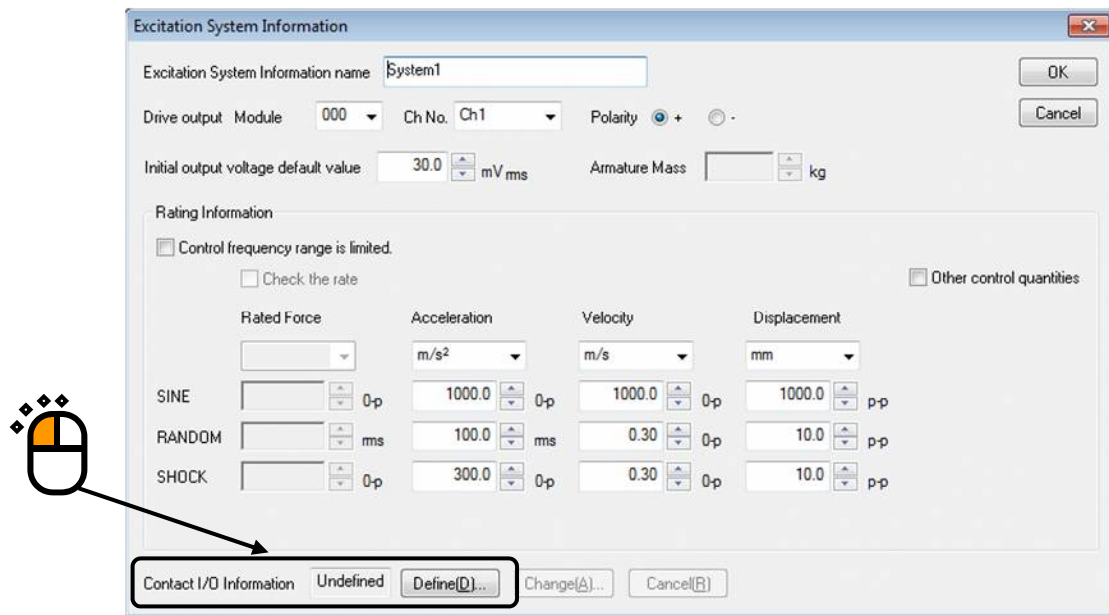 Excitation System Information
Excitation System Information name System1 OK
Drive output Module 000 Ch No. Ch1 Polarity + - Cancel
Initial output voltage default value 30.0 mV rms Armature Mass kg
Rating Information
Control frequency range is limited.
Check the rate Other control quantities
Rated Force Acceleration Velocity Displacement
m/s² m/s mm
SINE 0-p 1000.0 0-p 1000.0 0-p 1000.0 p-p
RANDOM rms 100.0 rms 0.30 0-p 10.0 p-p
SHOCK 0-p 300.0 0-p 0.30 0-p 10.0 p-p
Contact I/O Information Undefined Define(D)... Change(A)... Cancel(R)